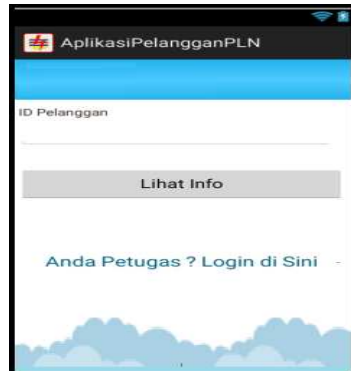 AplikasiPelangganPLN
ID Pelanggan
Lihat Info
Anda Petugas ? Login di Sini